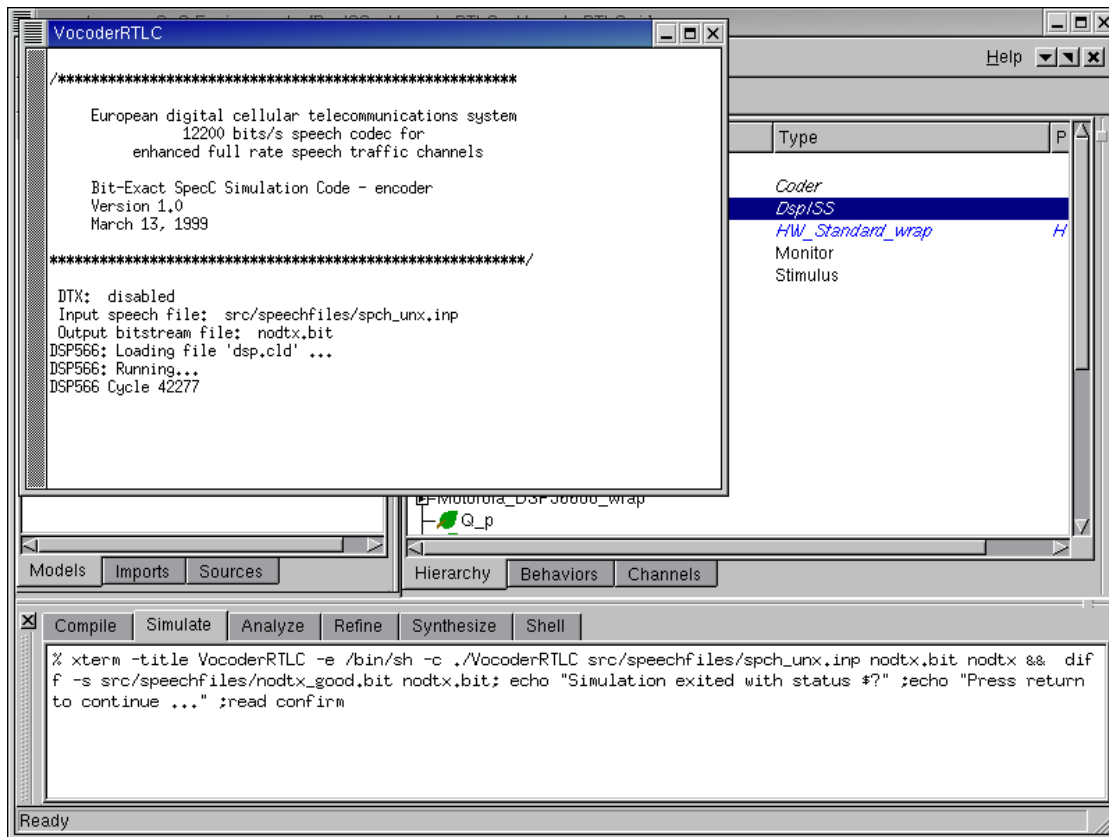 VocoderRTLC
/********************************************************
European digital cellular telecommunications system
12200 bits/s speech codec for
enhanced full rate speech traffic channels
Bit-Exact SpecC Simulation Code - encoder
Version 1.0
March 13, 1999
**********************************************************/
DTX:  disabled
Input speech file:  src/speechfiles/spch_unx.inp
Output bitstream file:  nodtx.bit
DSP566: Loading file 'dsp.cld' ...
DSP566: Running...
DSP566 Cycle 42277
Help
Type P
Coder
DspISS
HW_Standard_wrap H
Monitor
Stimulus
Motorola_DSP56600_wrap
Q_p
Models Imports Sources
Hierarchy Behaviors Channels
Compile Simulate Analyze Refine Synthesize Shell
% xterm -title VocoderRTLC -e /bin/sh -c ./VocoderRTLC src/speechfiles/spch_unx.inp nodtx.bit nodtx &&  dif
f -s src/speechfiles/nodtx_good.bit nodtx.bit; echo "Simulation exited with status $?" ;echo "Press return
to continue ..." ;read confirm
Ready